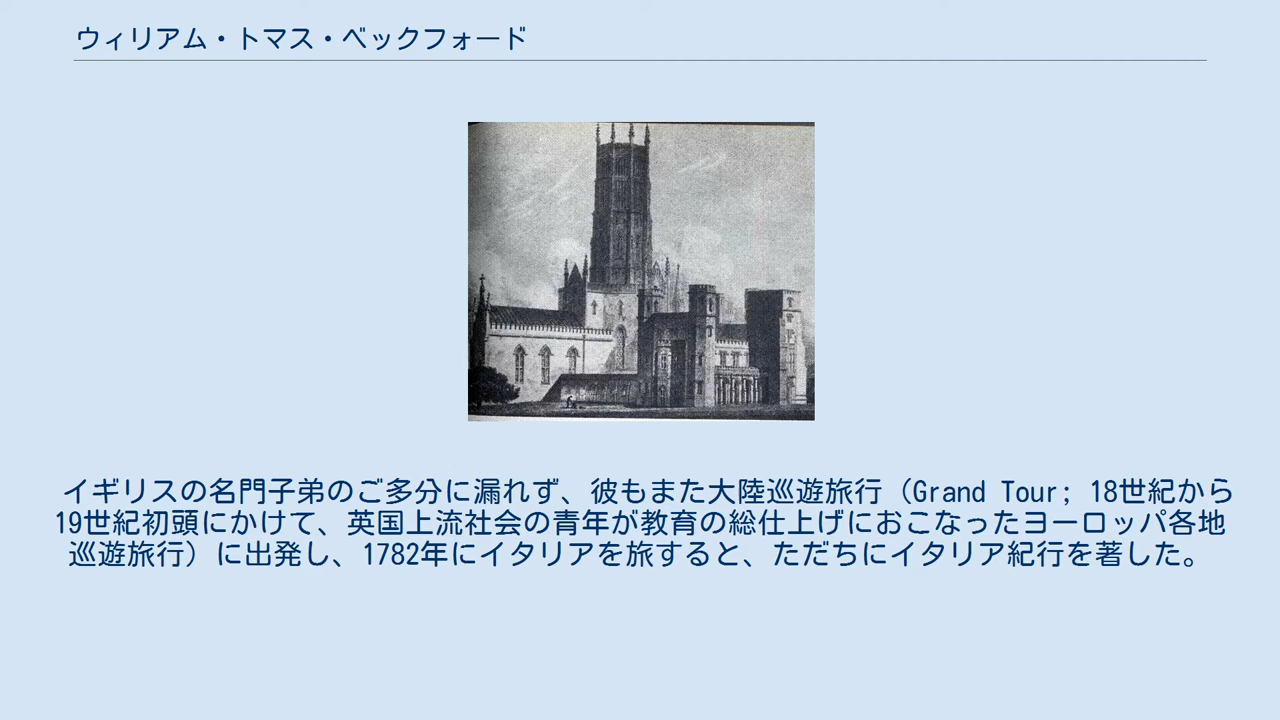 ウィリアム・トマス・ベックフォード
イギリスの名門子弟のご多分に漏れず、彼もまた大陸巡遊旅行（Grand Tour; 18世紀から
19世紀初頭にかけて、英国上流社会の青年が教育の総仕上げにおこなったヨーロッパ各地
巡遊旅行）に出発し、1782年にイタリアを旅すると、ただちにイタリア紀行を著した。